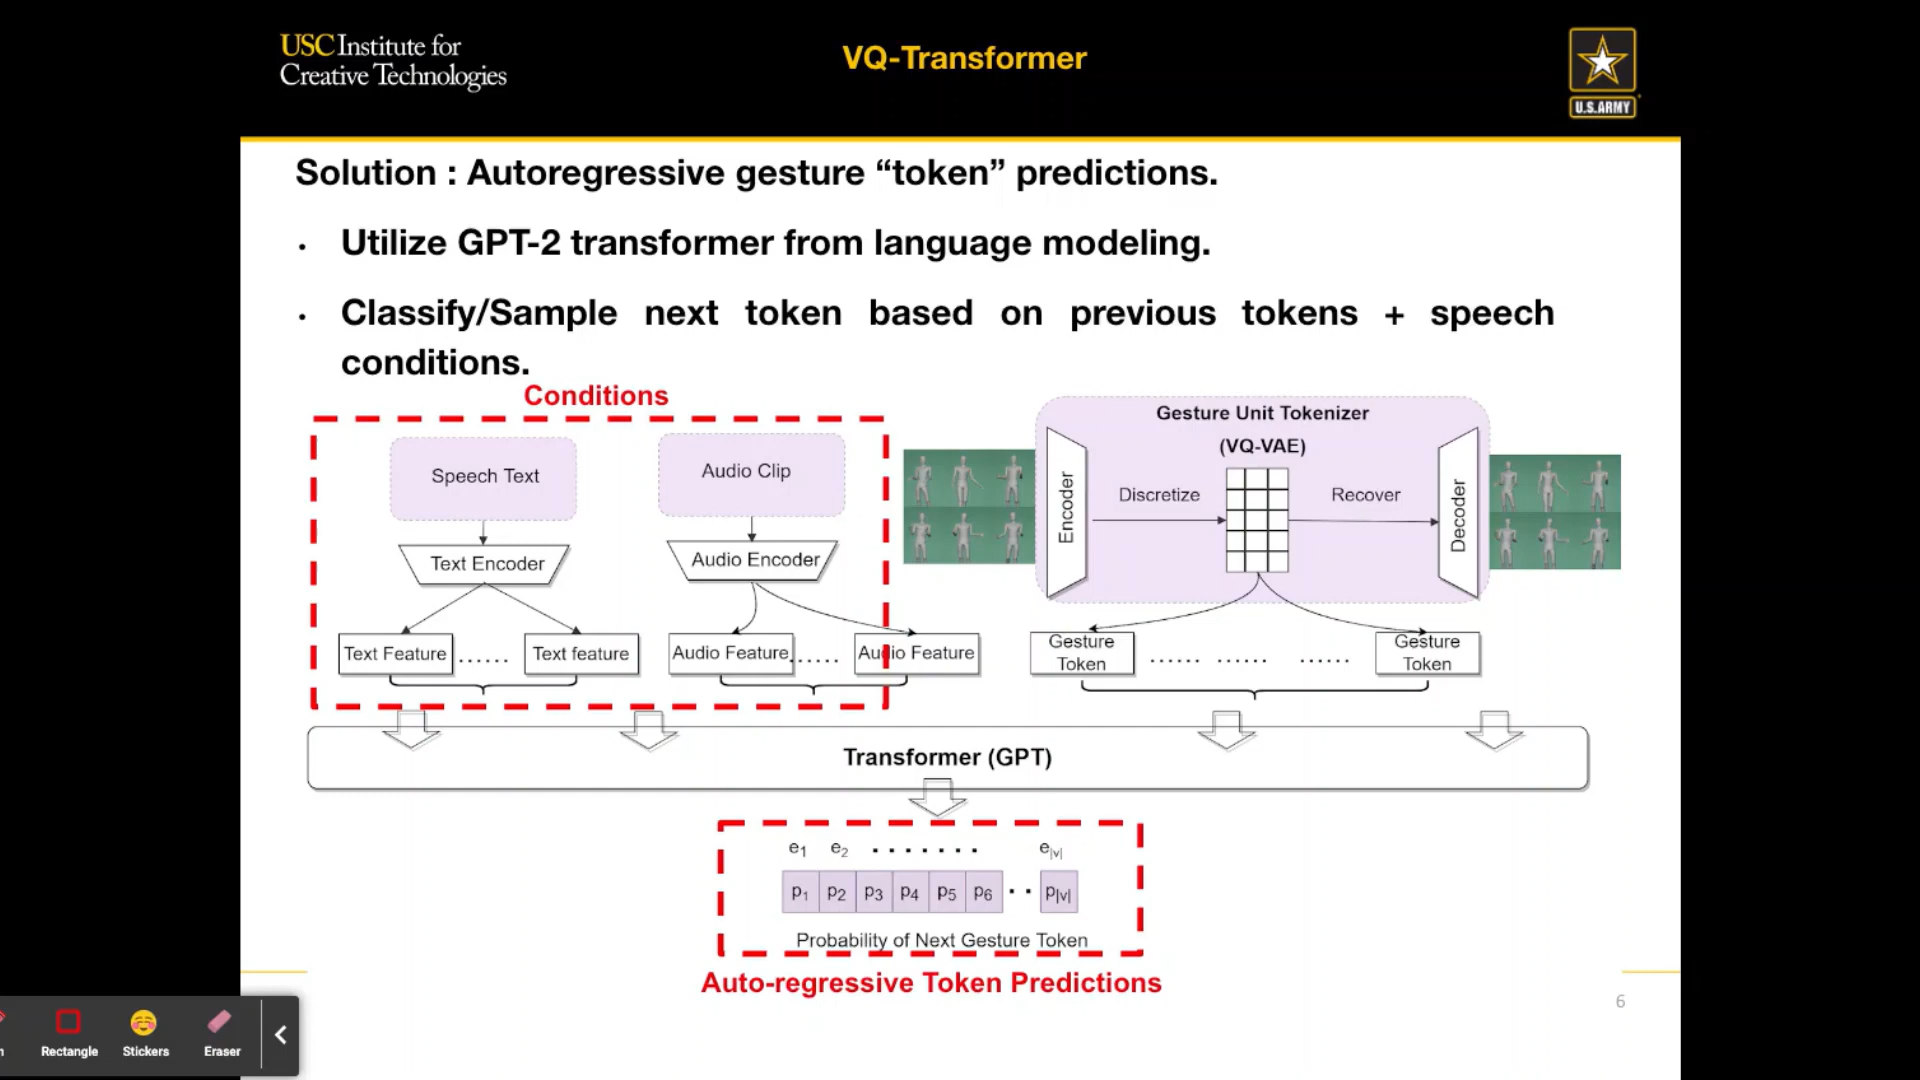 USC Institute for
Creative Technologies
VQ-Transformer
U.S.ARMY
Solution : Autoregressive gesture “token” predictions.
• Utilize GPT-2 transformer from language modeling.
• Classify/Sample next token based on previous tokens + speech
conditions.
Conditions
Speech Text
Audio Clip
Text Encoder
Audio Encoder
Text Feature
......
Text feature
Audio Feature
......
Audio Feature
Gesture Unit Tokenizer
(VQ-VAE)
Encoder
Discretize
Recover
Decoder
Gesture
Token
...... ...... ......
Gesture
Token
Transformer (GPT)
e1 e2 ....... e|v|
p1 p2 p3 p4 p5 p6 .. p|v|
Probability of Next Gesture Token
Auto-regressive Token Predictions
6
Rectangle
Stickers
Eraser